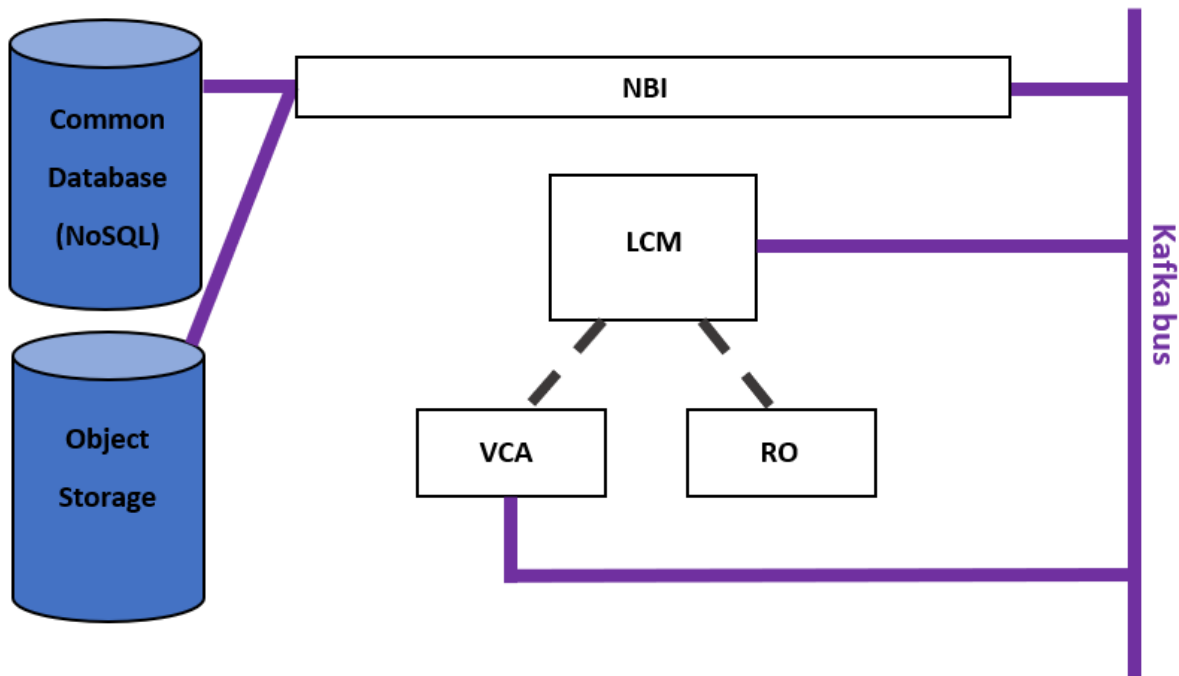 Common
Database
(NoSQL)
NBI
LCM
Kafka bus
Object
Storage
VCA
RO